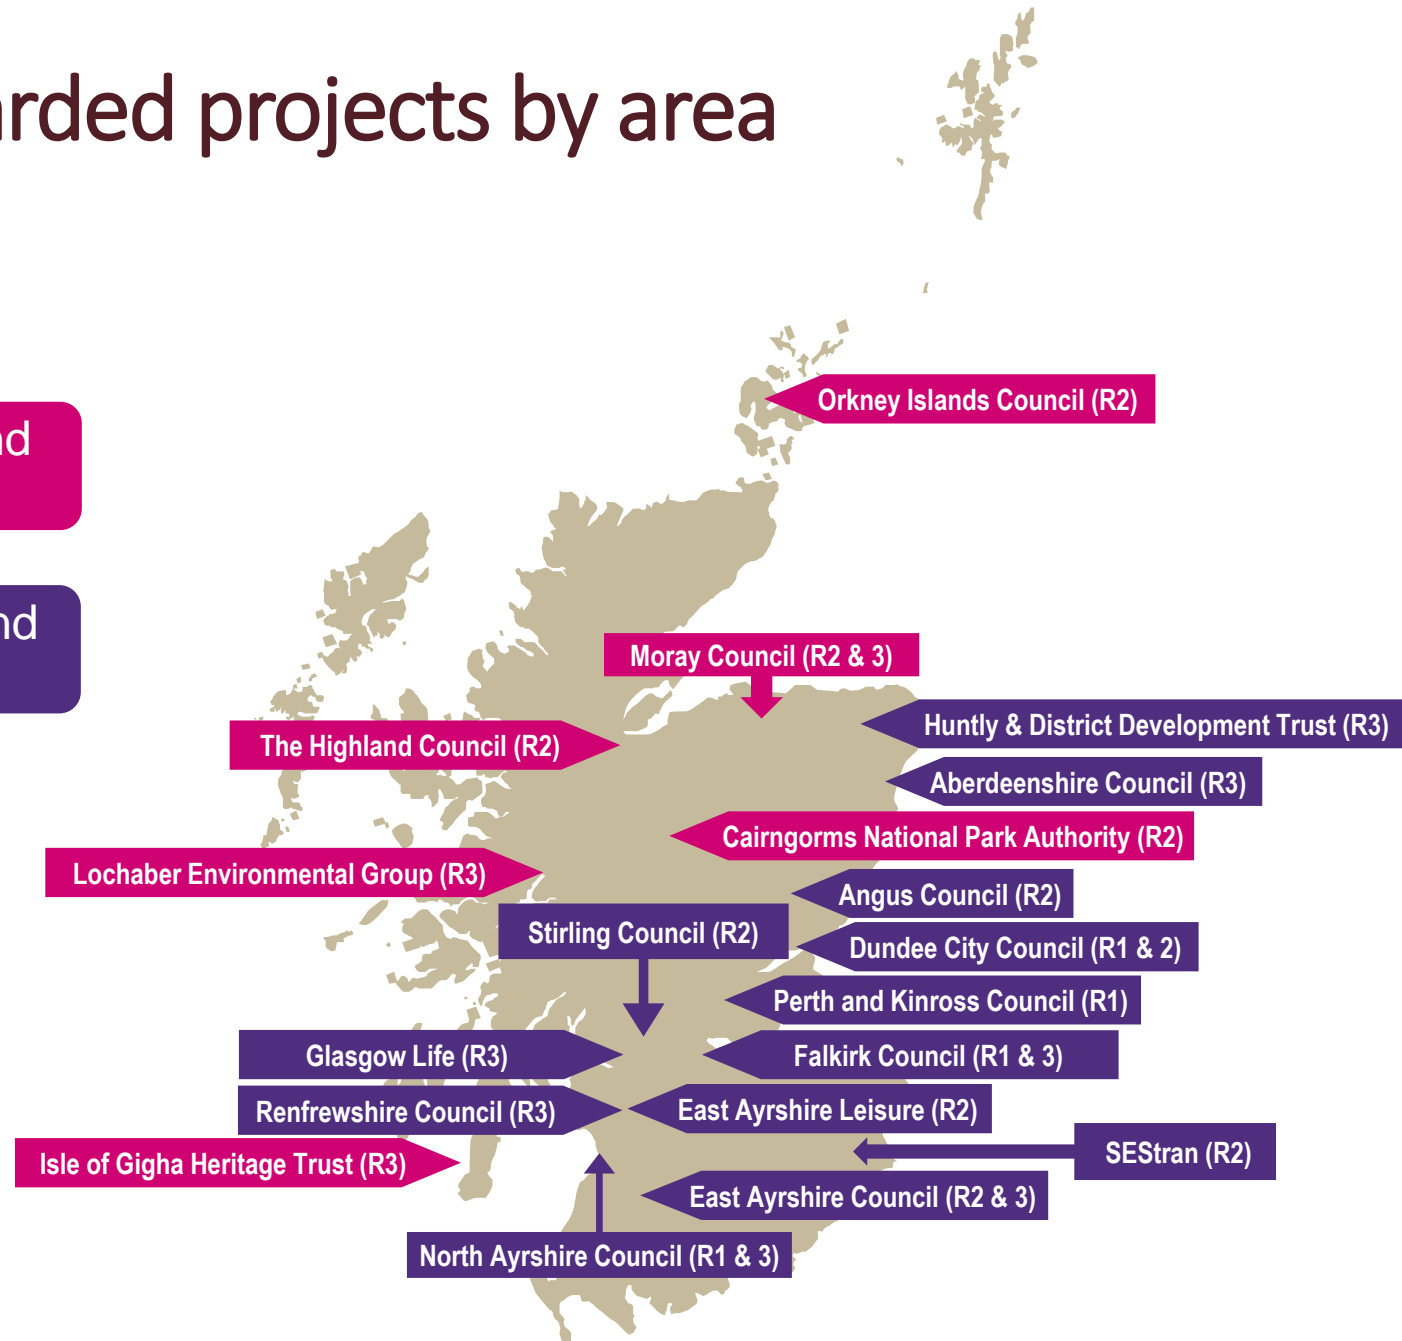 projects by area
Orkney Islands Council (R2)
Moray Council (R2 & 3)
Huntly & District Development Trust (R3)
The Highland Council (R2)
Aberdeenshire Council (R3)
Cairngorms National Park Authority (R2)
Lochaber Environmental Group (R3)
Angus Council (R2)
Stirling Council (R2)
Dundee City Council (R1 & 2)
Perth and Kinross Council (R1)
Glasgow Life (R3)
Falkirk Council (R1 & 3)
Renfrewshire Council (R3)
East Ayrshire Leisure (R2)
SEStran (R2)
Isle of Gigha Heritage Trust (R3)
East Ayrshire Council (R2 & 3)
North Ayrshire Council (R1 & 3)